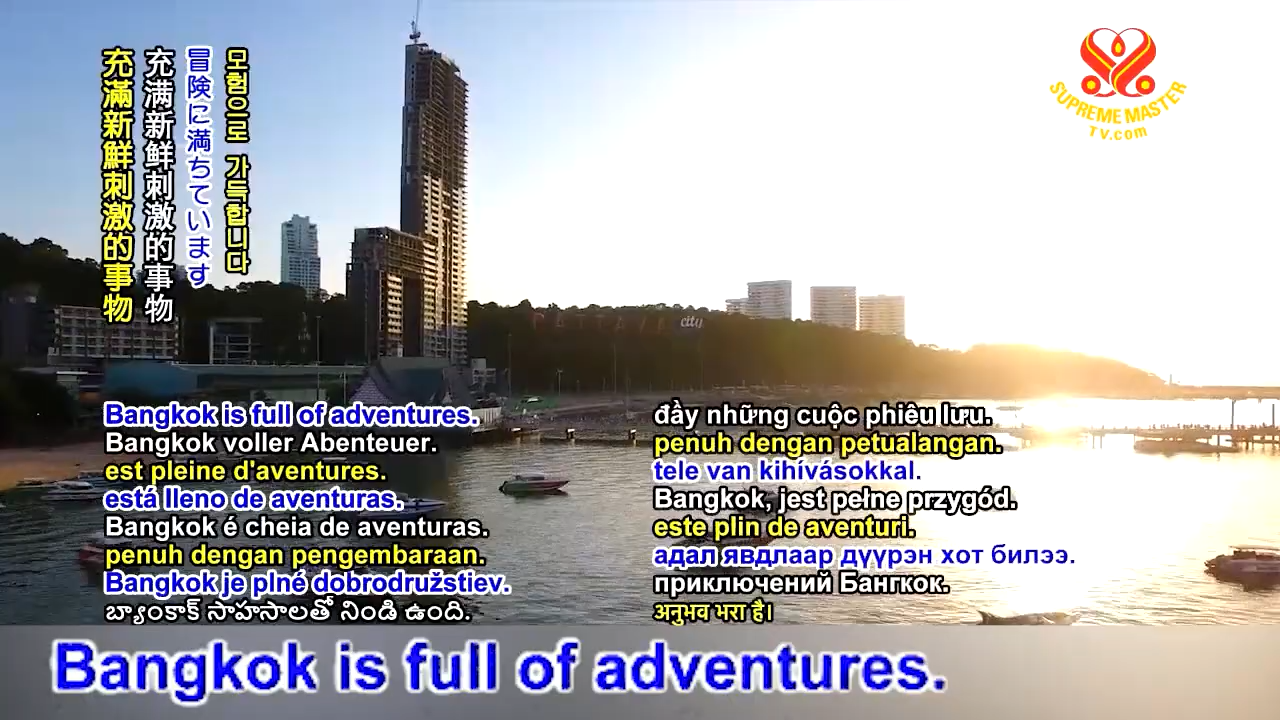 充滿新鮮刺激的事物
充满新鲜刺激的事物
冒険に満ちています
모험으로 가득합니다
SUPREME MASTER
TV.com
PATTAYA city
Bangkok is full of adventures.
Bangkok voller Abenteuer.
est pleine d'aventures.
está lleno de aventuras.
Bangkok é cheia de aventuras.
penuh dengan pengembaraan.
Bangkok je plné dobrodružstiev.
బ్యాంకాక్ సాహసాలతో నిండి ఉంది.
đầy những cuộc phiêu lưu.
penuh dengan petualangan.
tele van kihívásokkal.
Bangkok, jest pełne przygód.
este plin de aventuri.
адал явдлаар дүүрэн хот билээ.
приключений Бангкок.
अनुभव भरा है।
Bangkok is full of adventures.